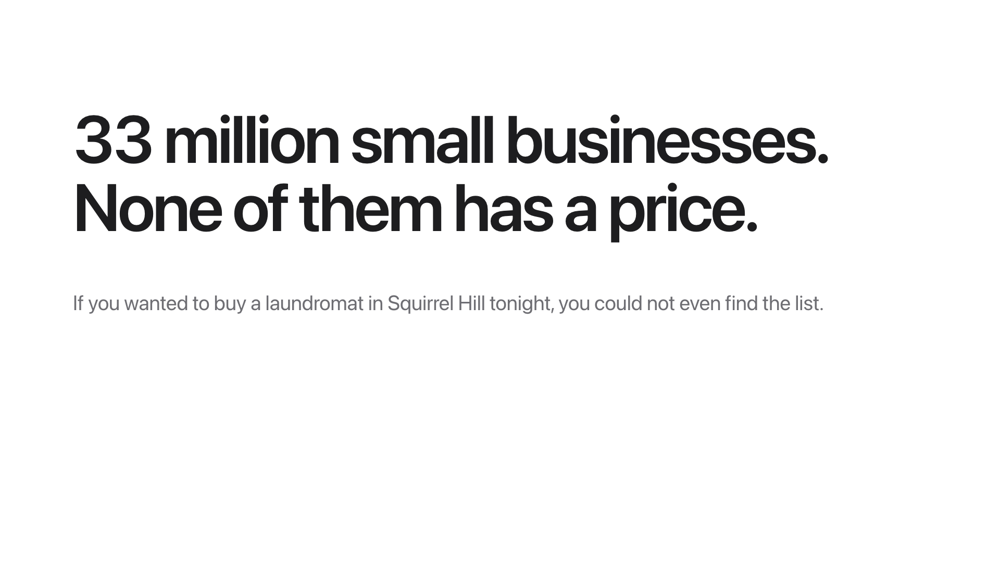 33 million small businesses.
None of them has a price.
If you wanted to buy a laundromat in Squirrel Hill tonight, you could not even find the list.